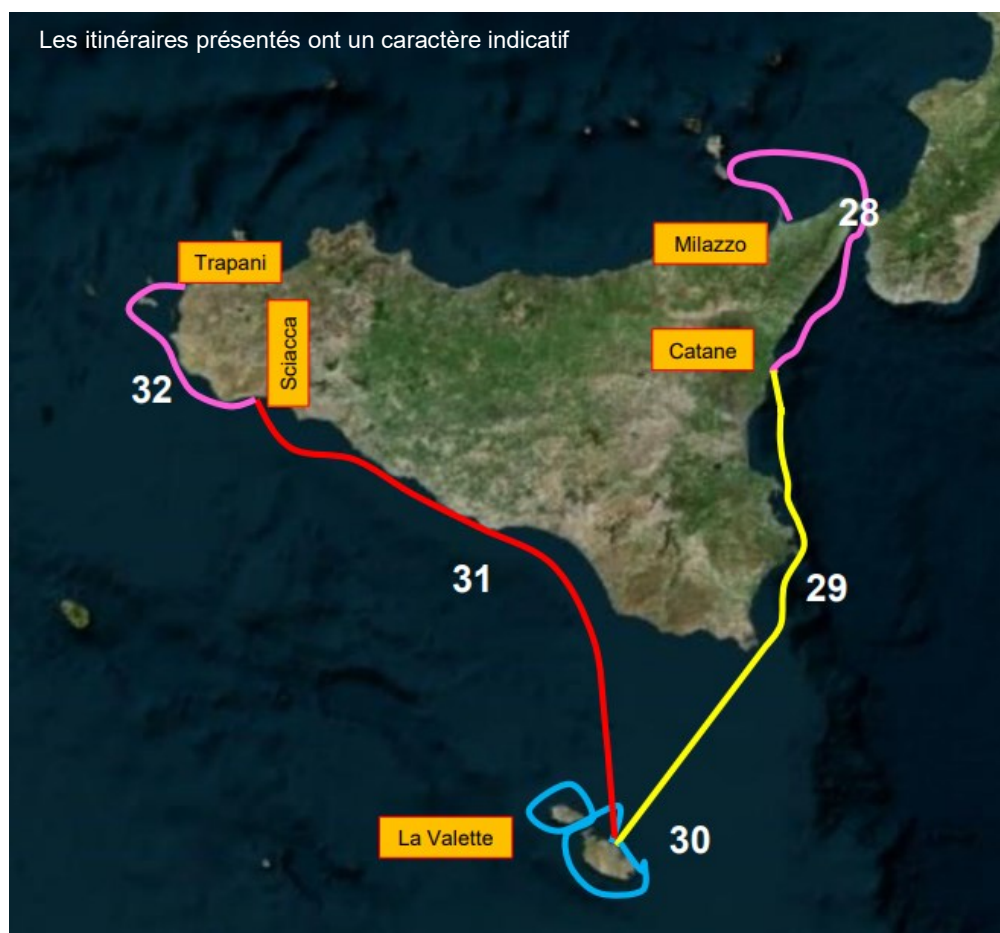 Les itinéraires présentés ont un caractère indicatif
28
Milazzo
Trapani
Sciacca
Catane
32
31
29
La Valette
30